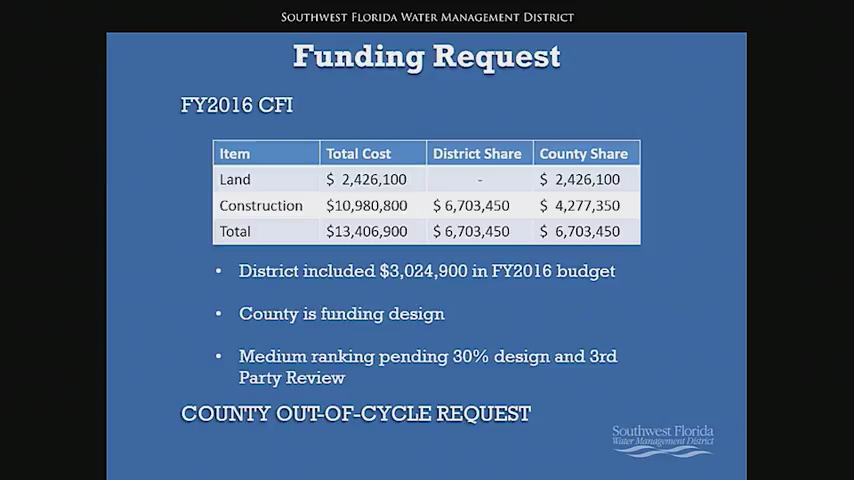 SOUTHWEST FLORIDA WATER MANAGEMENT DISTRICT
Funding Request
FY2016 CFI
Item Total Cost District Share County Share
Land $ 2,426,100 - $ 2,426,100
Construction $10,980,800 $ 6,703,450 $ 4,277,350
Total $13,406,900 $ 6,703,450 $ 6,703,450
• District included $3,024,900 in FY2016 budget
• County is funding design
• Medium ranking pending 30% design and 3rd
Party Review
COUNTY OUT-OF-CYCLE REQUEST
Southwest Florida
Water Management District